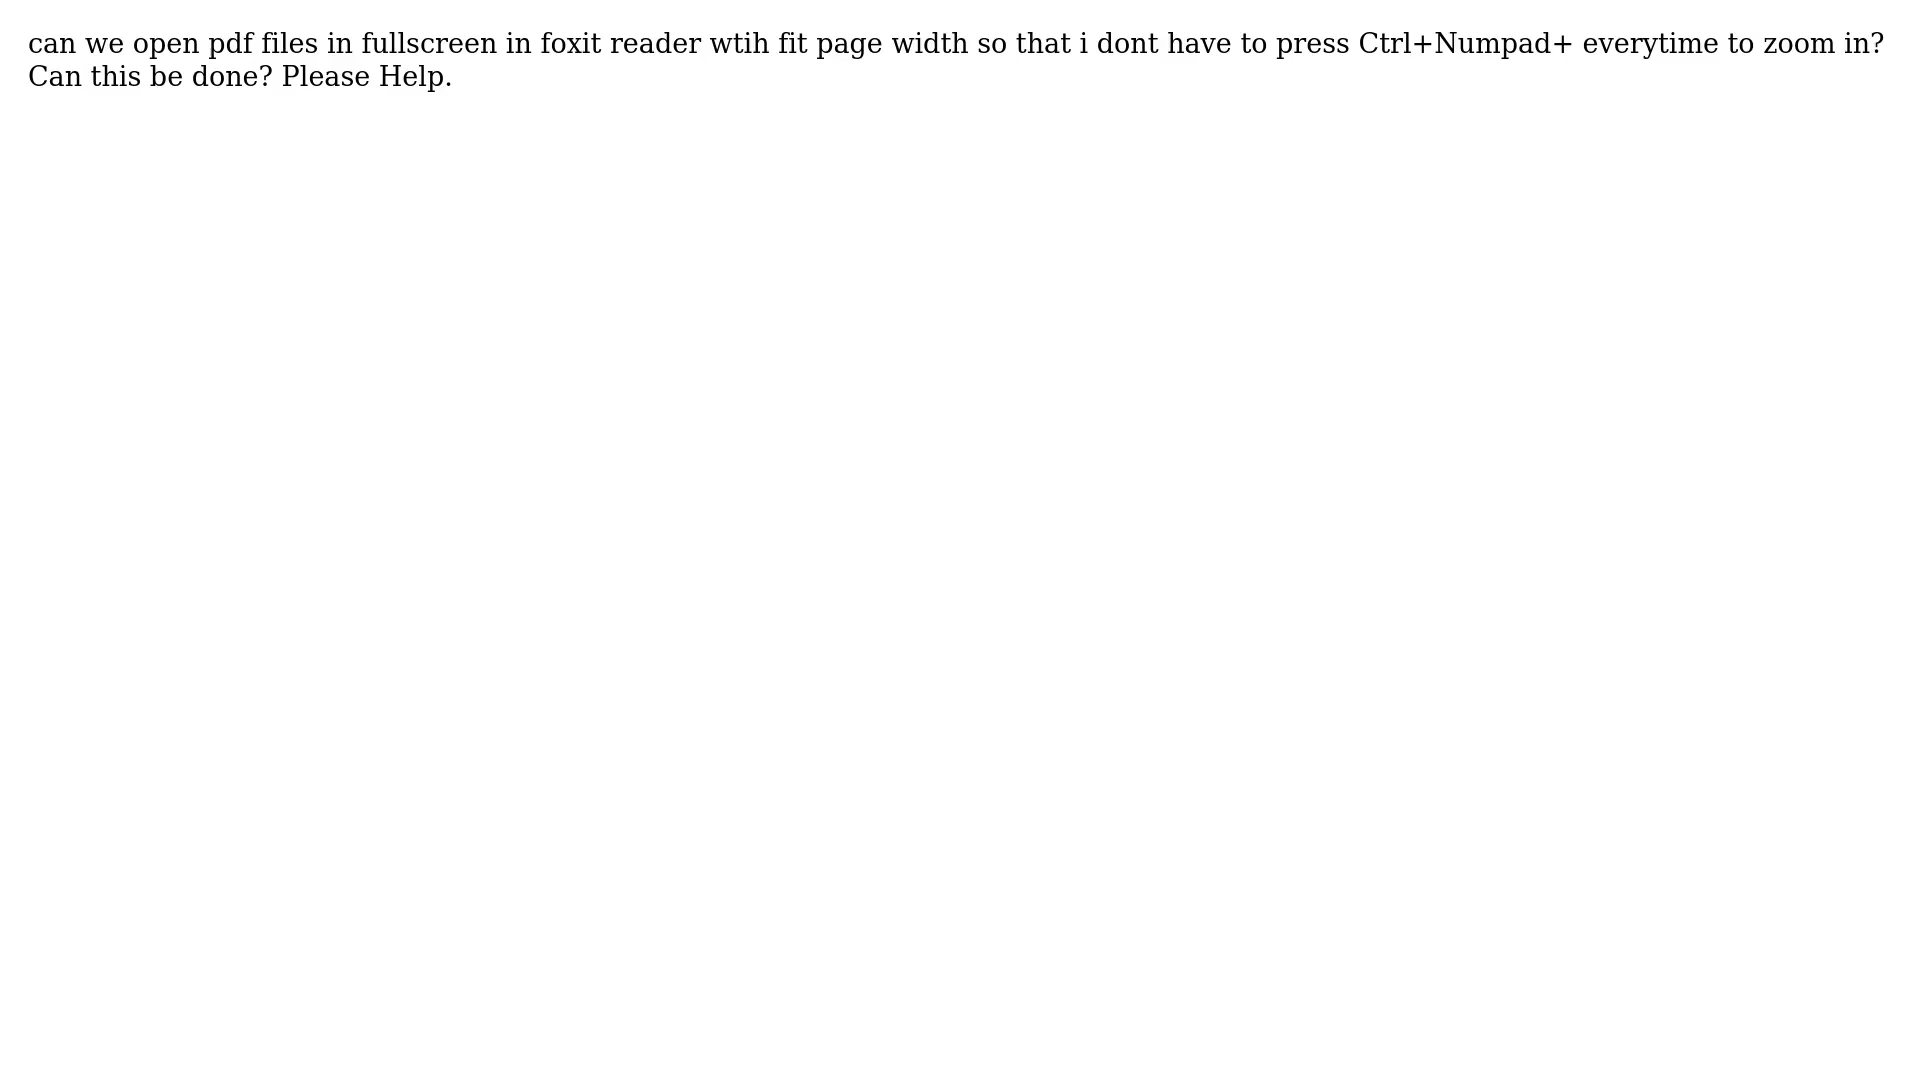 can we open pdf files in fullscreen in foxit reader wtih fit page width so that i dont have to press Ctrl+Numpad+ everytime to zoom in?
Can this be done? Please Help.